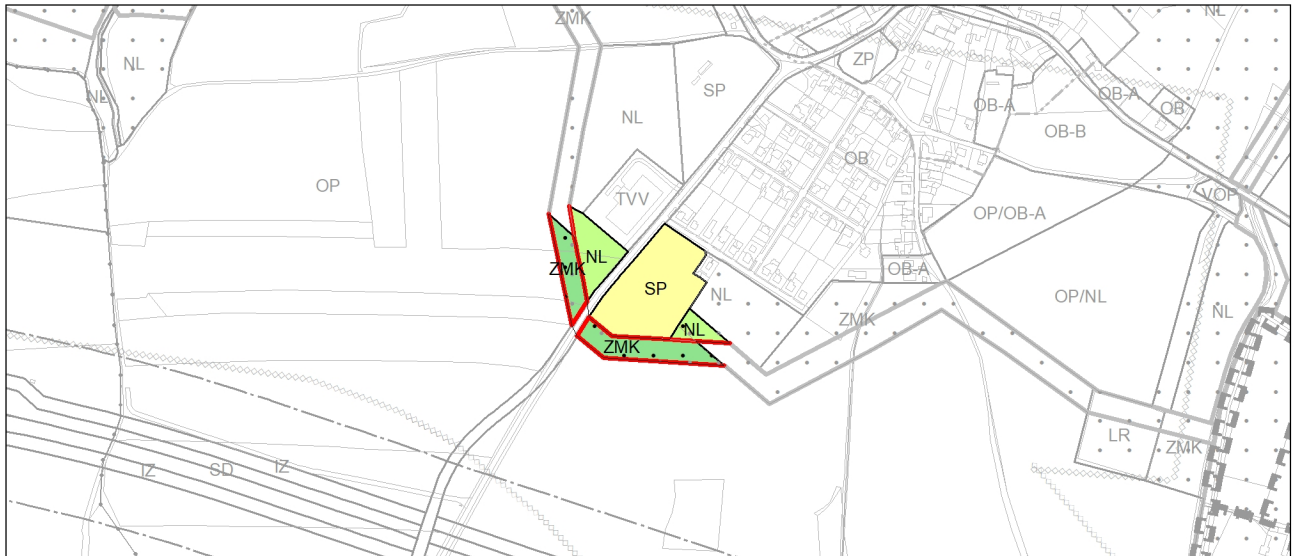 ZMK
NL
NL
NL
NL
SP
ZP
OB-A
OB-A
OB
OB-B
OB
OP
TVV
VOP
OP/OB-A
NL
ZMK
SP
NL
OB-A
OP/NL
NL
ZMK
NL
ZMK
LR
ZMK
IZ
SD
IZ